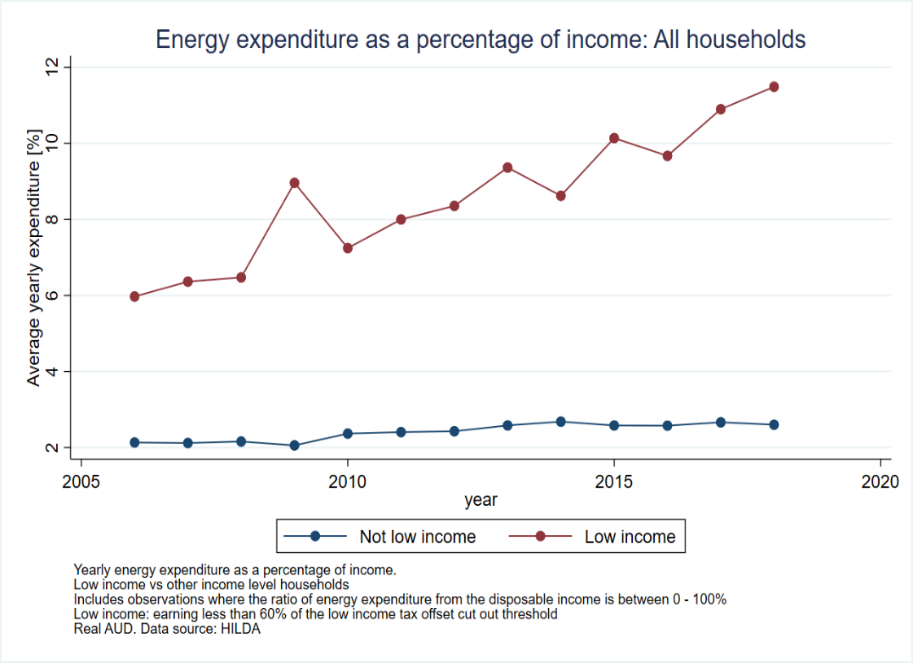 Energy expenditure as a percentage of income: All households
Average yearly expenditure [%]
12
10
8
6
4
2
2005 2010 2015 2020
year
Not low income Low income
Yearly energy expenditure as a percentage of income.
Low income vs other income level households
Includes observations where the ratio of energy expenditure from the disposable income is between 0 - 100%
Low income: earning less than 60% of the low income tax offset cut out threshold
Real AUD. Data source: HILDA